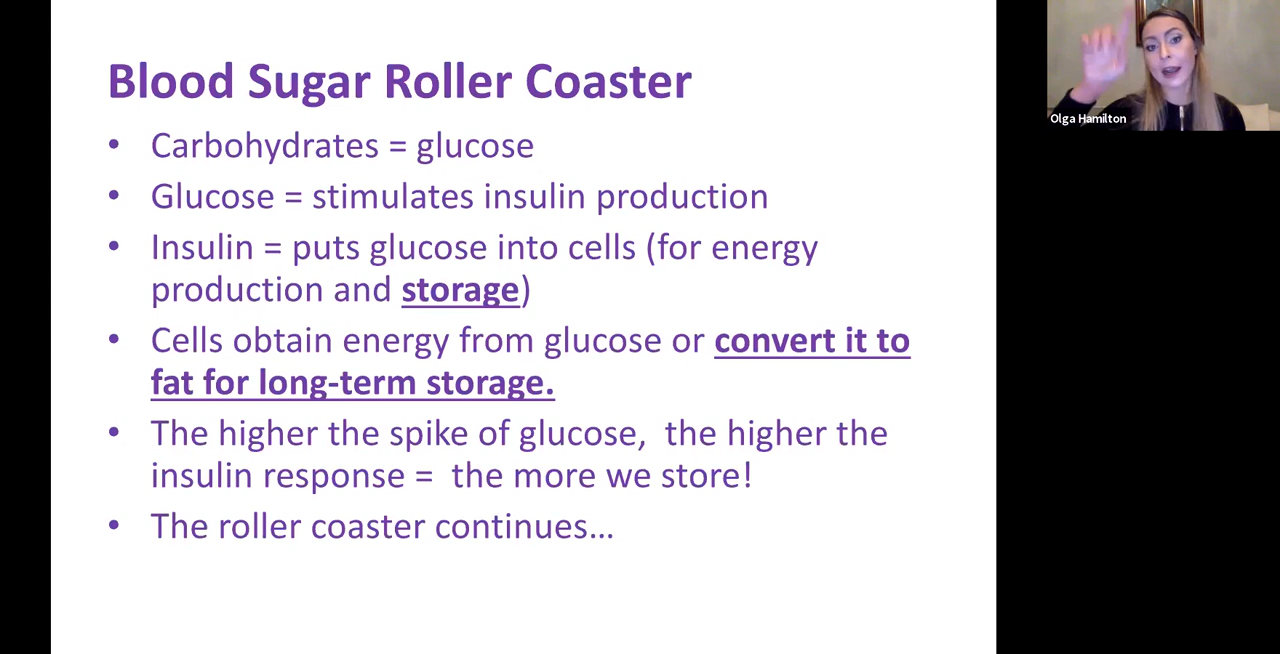 Blood Sugar Roller Coaster
• Carbohydrates = glucose
• Glucose = stimulates insulin production
• Insulin = puts glucose into cells (for energy
production and storage)
• Cells obtain energy from glucose or convert it to
fat for long-term storage.
• The higher the spike of glucose,  the higher the
insulin response =  the more we store!
• The roller coaster continues…
Olga Hamilton